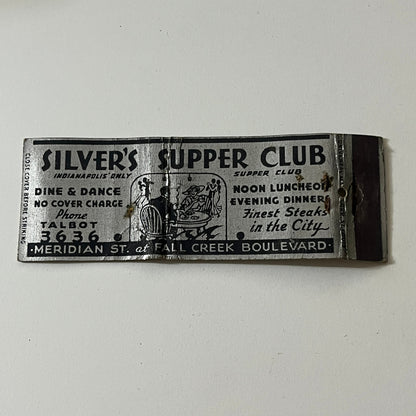 CLOSE COVER BEFORE STRIKING
SILVER'S SUPPER CLUB
INDIANAPOLIS' ONLY SUPPER CLUB
DINE & DANCE
NO COVER CHARGE
Phone
TALBOT
3636
NOON LUNCHEON
EVENING DINNERS
Finest Steaks
in the City
·MERIDIAN ST. at FALL CREEK BOULEVARD·